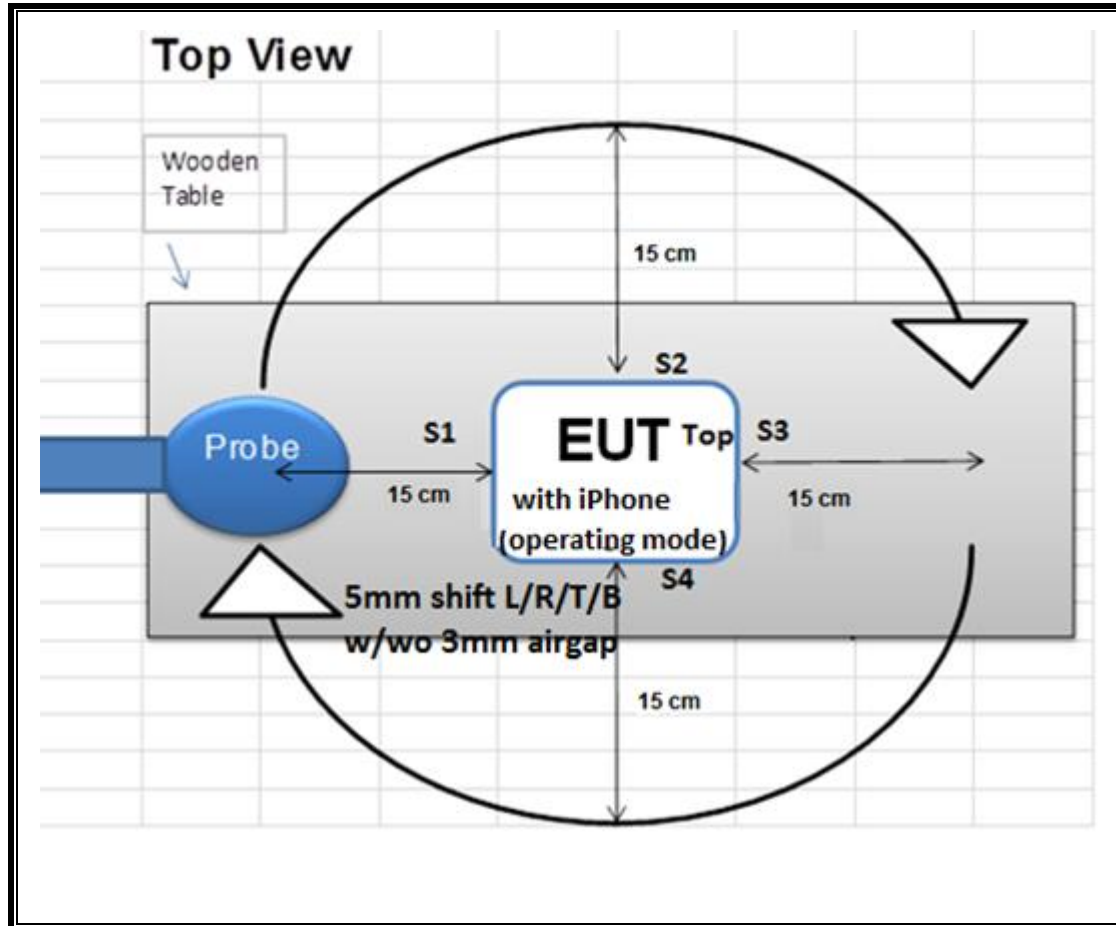 Top View
Wooden
Table
15 cm
S2
Probe
S1
EUT Top
S3
15 cm
with iPhone
15 cm
(operating mode)
S4
5mm shift L/R/T/B
w/wo 3mm airgap
15 cm